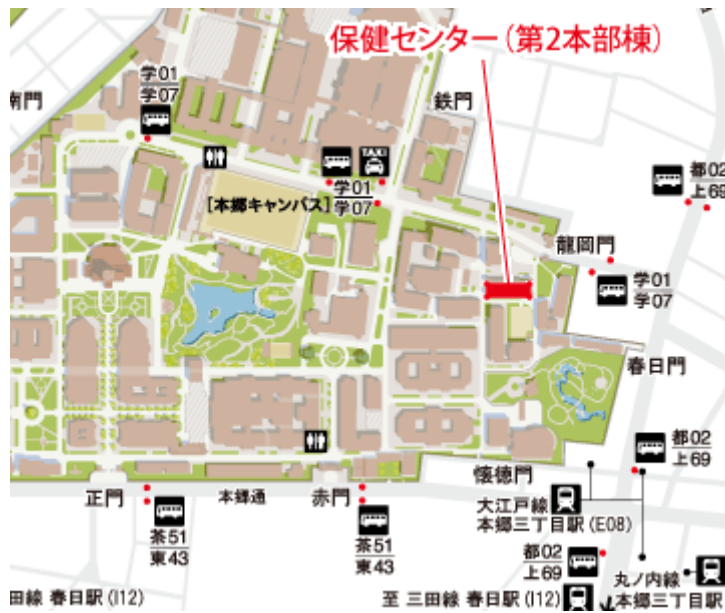 保健センター（第2本部棟）
学01
学07
南門
鉄門
TAXI
学01
学07
[本郷キャンパス]
都02
上69
龍岡門
学01
学07
春日門
都02
上69
懐徳門
正門
本郷通
赤門
大江戸線
本郷三丁目駅(E08)
茶51
東43
茶51
東43
都02
上69
丸ノ内線
本郷三丁目駅
田線 春日駅(I12)
至 三田線 春日駅(I12)